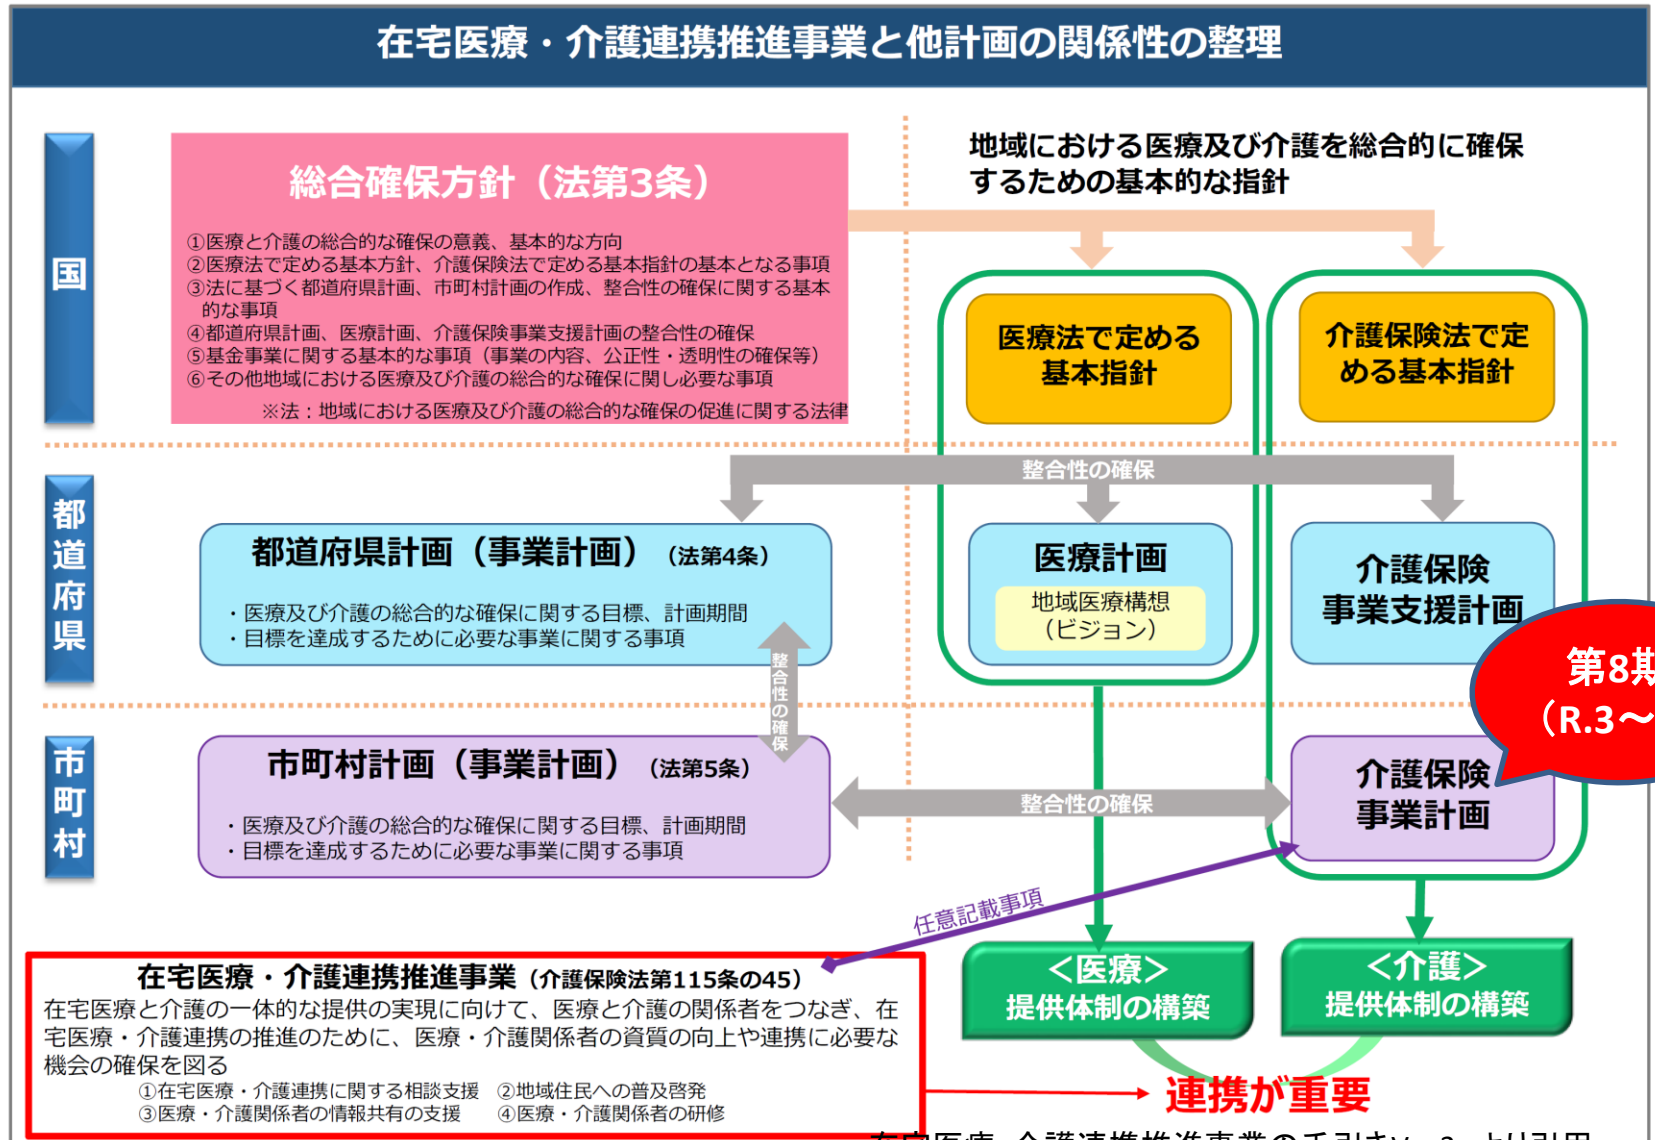 在宅医療・介護連携推進事業と他計画の関係性の整理
国
総合確保方針（法第3条）
①医療と介護の総合的な確保の意義、基本的な方向
②医療法で定める基本方針、介護保険法で定める基本指針の基本となる事項
③法に基づく都道府県計画、市町村計画の作成、整合性の確保に関する基本
的な事項
④都道府県計画、医療計画、介護保険事業支援計画の整合性の確保
⑤基金事業に関する基本的な事項（事業の内容、公正性・透明性の確保等）
⑥その他地域における医療及び介護の総合的な確保に関し必要な事項
※法：地域における医療及び介護の総合的な確保の促進に関する法律
地域における医療及び介護を総合的に確保
するための基本的な指針
医療法で定める
基本指針
介護保険法で定
める基本指針
都道府県
整合性の確保
都道府県計画（事業計画）（法第4条）
・医療及び介護の総合的な確保に関する目標、計画期間
・目標を達成するために必要な事業に関する事項
医療計画
地域医療構想
（ビジョン）
介護保険
事業支援計画
第8期
（R.3～
整合性の確保
市町村
市町村計画（事業計画）（法第5条）
・医療及び介護の総合的な確保に関する目標、計画期間
・目標を達成するために必要な事業に関する事項
整合性の確保
介護保険
事業計画
任意記載事項
在宅医療・介護連携推進事業（介護保険法第115条の45）
在宅医療と介護の一体的な提供の実現に向けて、医療と介護の関係者をつなぎ、在
宅医療・介護連携の推進のために、医療・介護関係者の資質の向上や連携に必要な
機会の確保を図る
①在宅医療・介護連携に関する相談支援 ②地域住民への普及啓発
③医療・介護関係者の情報共有の支援 ④医療・介護関係者の研修
＜医療＞
提供体制の構築
＜介護＞
提供体制の構築
連携が重要
在宅医療・介護連携推進事業の手引き より引用